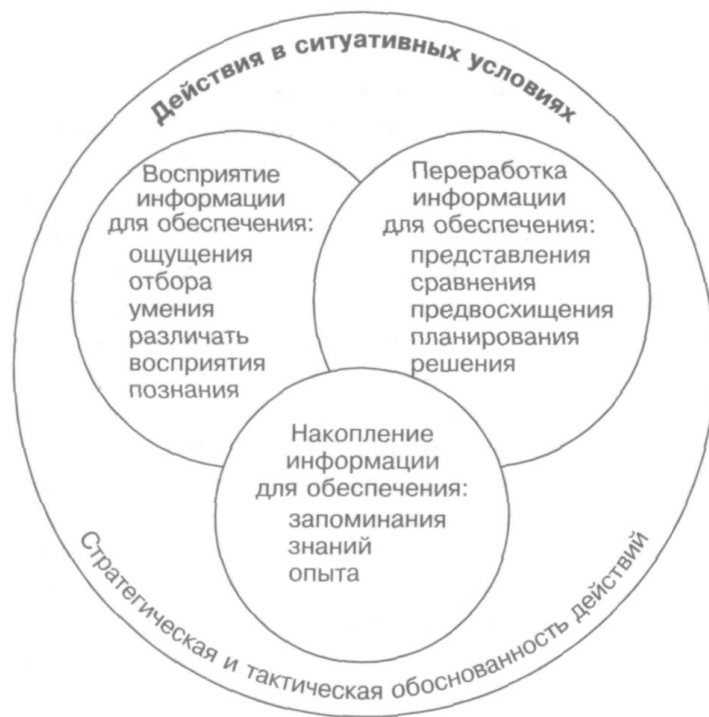 Действия в ситуативных условиях
Восприятие
информации
для обеспечения:
ощущения
отбора
умения
различать
восприятия
познания
Переработка
информации
для обеспечения:
представления
сравнения
предвосхищения
планирования
решения
Накопление
информации
для обеспечения:
запоминания
знаний
опыта
Стратегическая и тактическая обоснованность действий